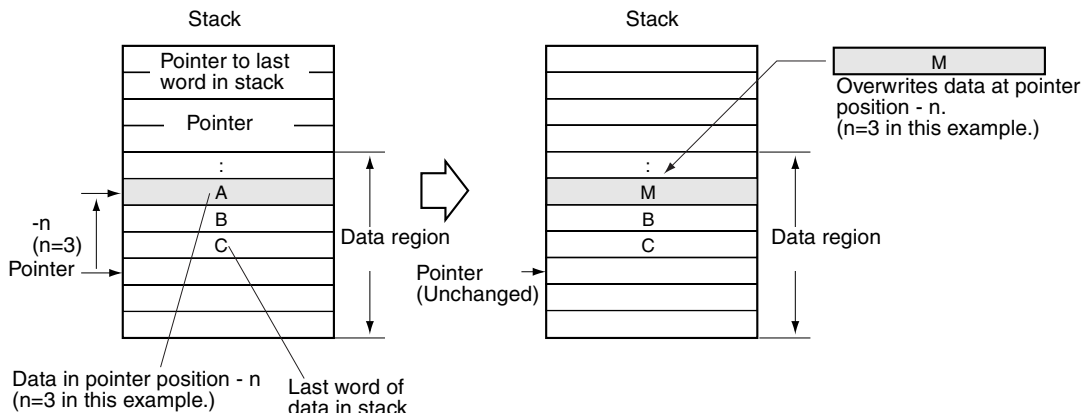 Stack
Pointer to last
word in stack
Pointer
:
A
B
C
-n
(n=3)
Pointer
Data region
Data in pointer position - n
(n=3 in this example.)
Last word of
data in stack
Stack
:
M
B
C
Pointer
(Unchanged)
Data region
M
Overwrites data at pointer
position - n.
(n=3 in this example.)